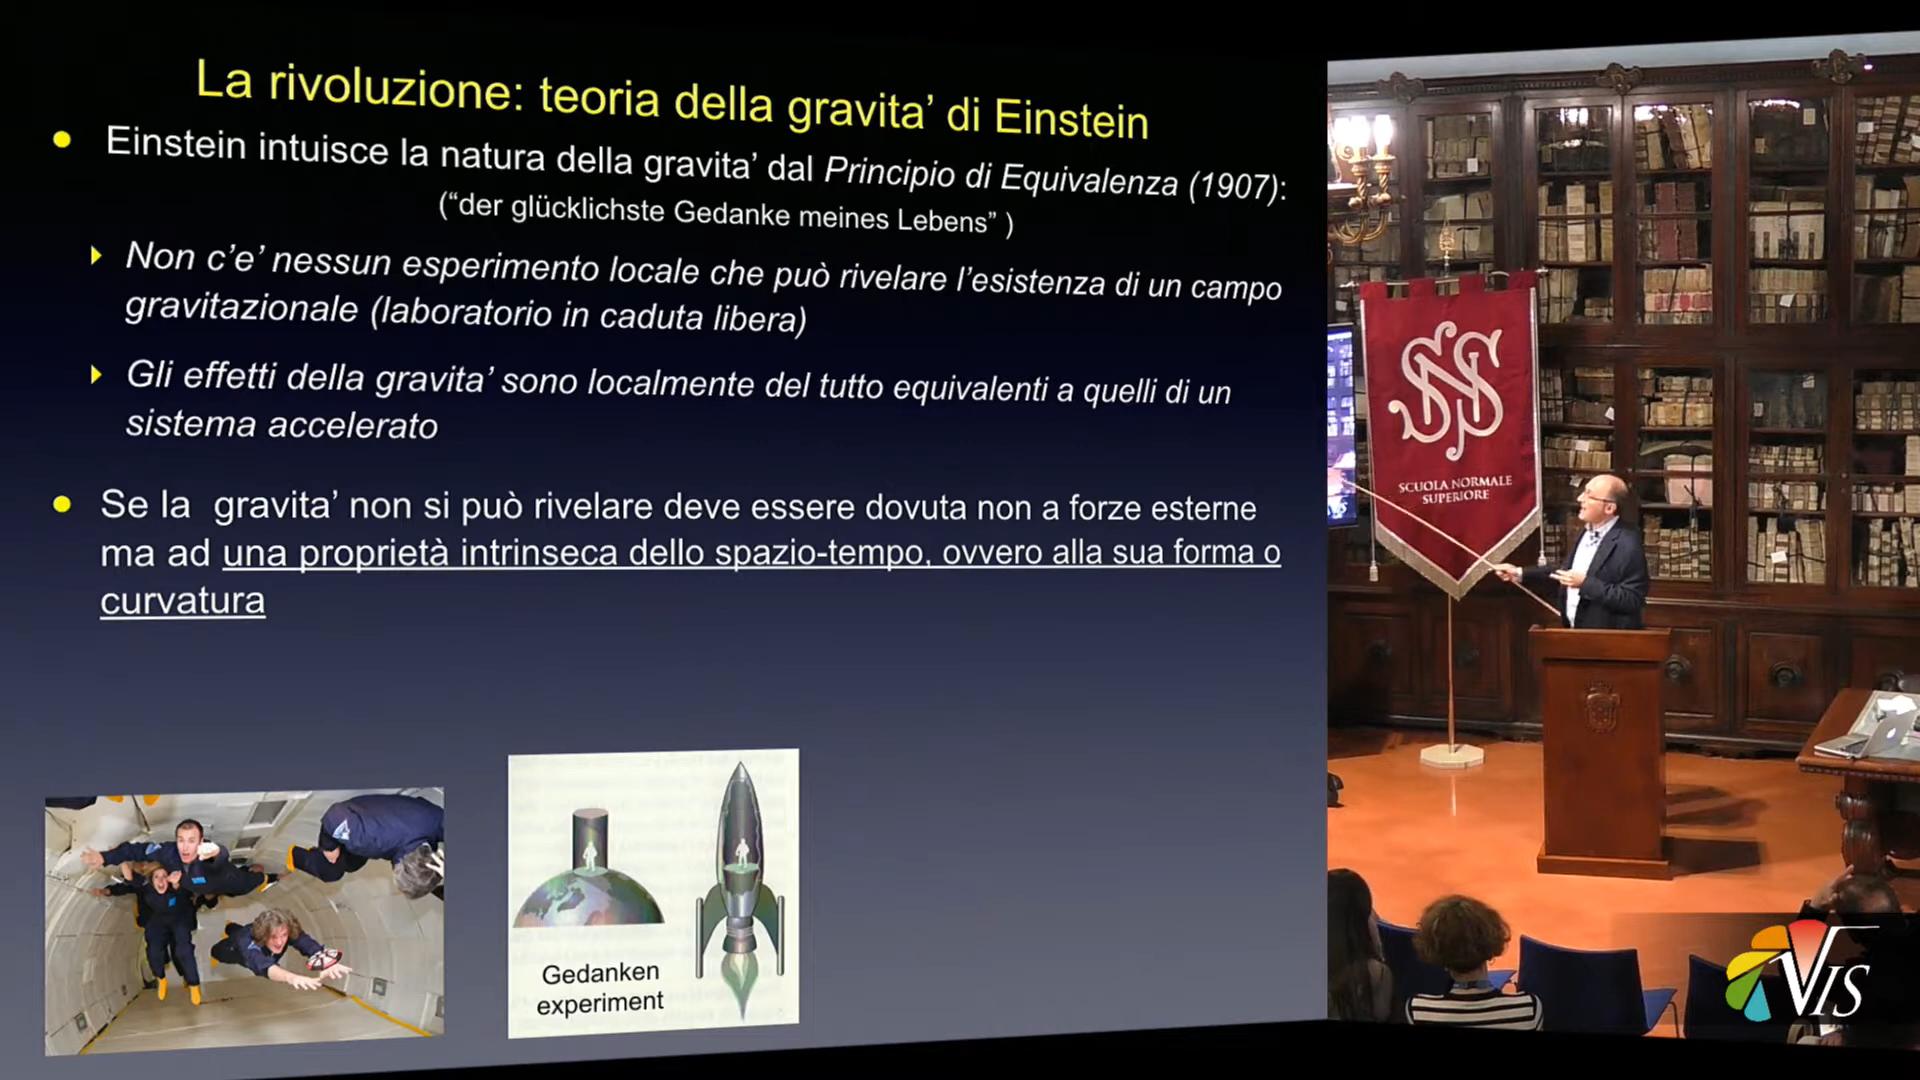 La rivoluzione: teoria della gravita’ di Einstein
Einstein intuisce la natura della gravita’ dal Principio di Equivalenza (1907):
(“der glücklichste Gedanke meines Lebens” )
Non c’e’ nessun esperimento locale che può rivelare l’esistenza di un campo
gravitazionale (laboratorio in caduta libera)
Gli effetti della gravita’ sono localmente del tutto equivalenti a quelli di un
sistema accelerato
Se la gravita’ non si può rivelare deve essere dovuta non a forze esterne
ma ad una proprietà intrinseca dello spazio-tempo, ovvero alla sua forma o
curvatura
Gedanken
experiment
SNS
SCUOLA NORMALE
SUPERIORE
VIS